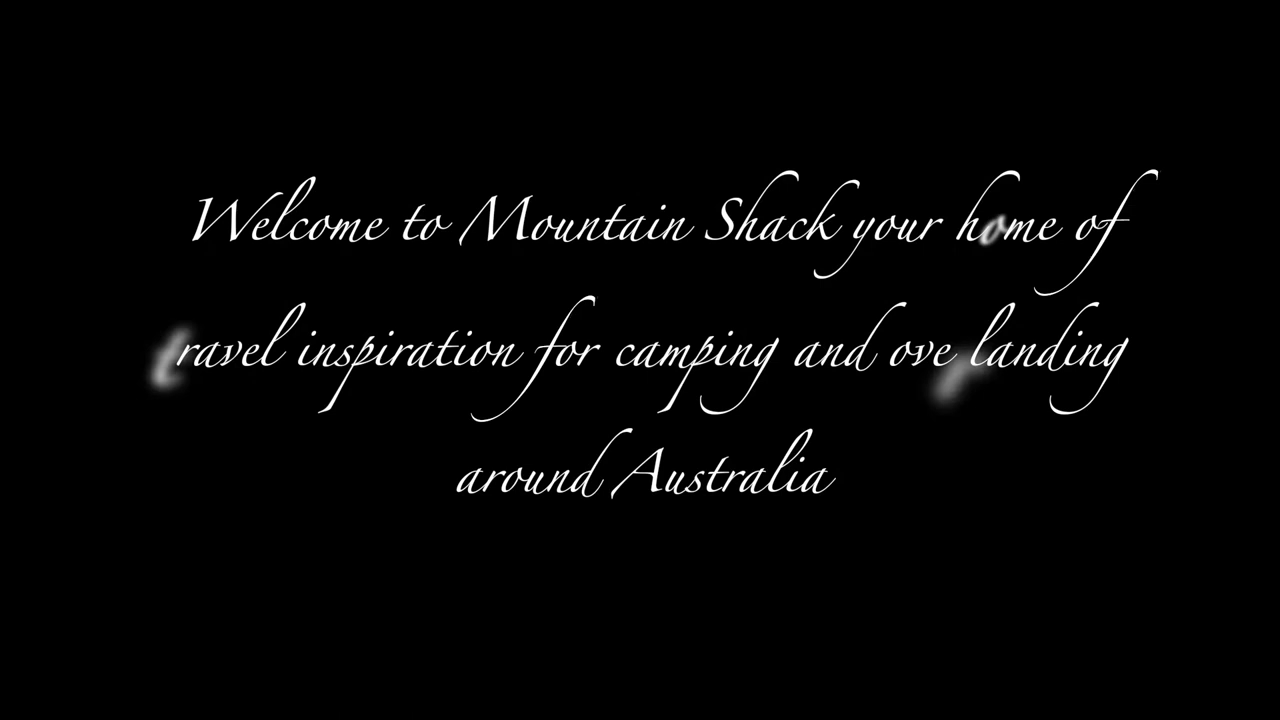 Welcome to Mountain Shack your home of
travel inspiration for camping and overlanding
around Australia